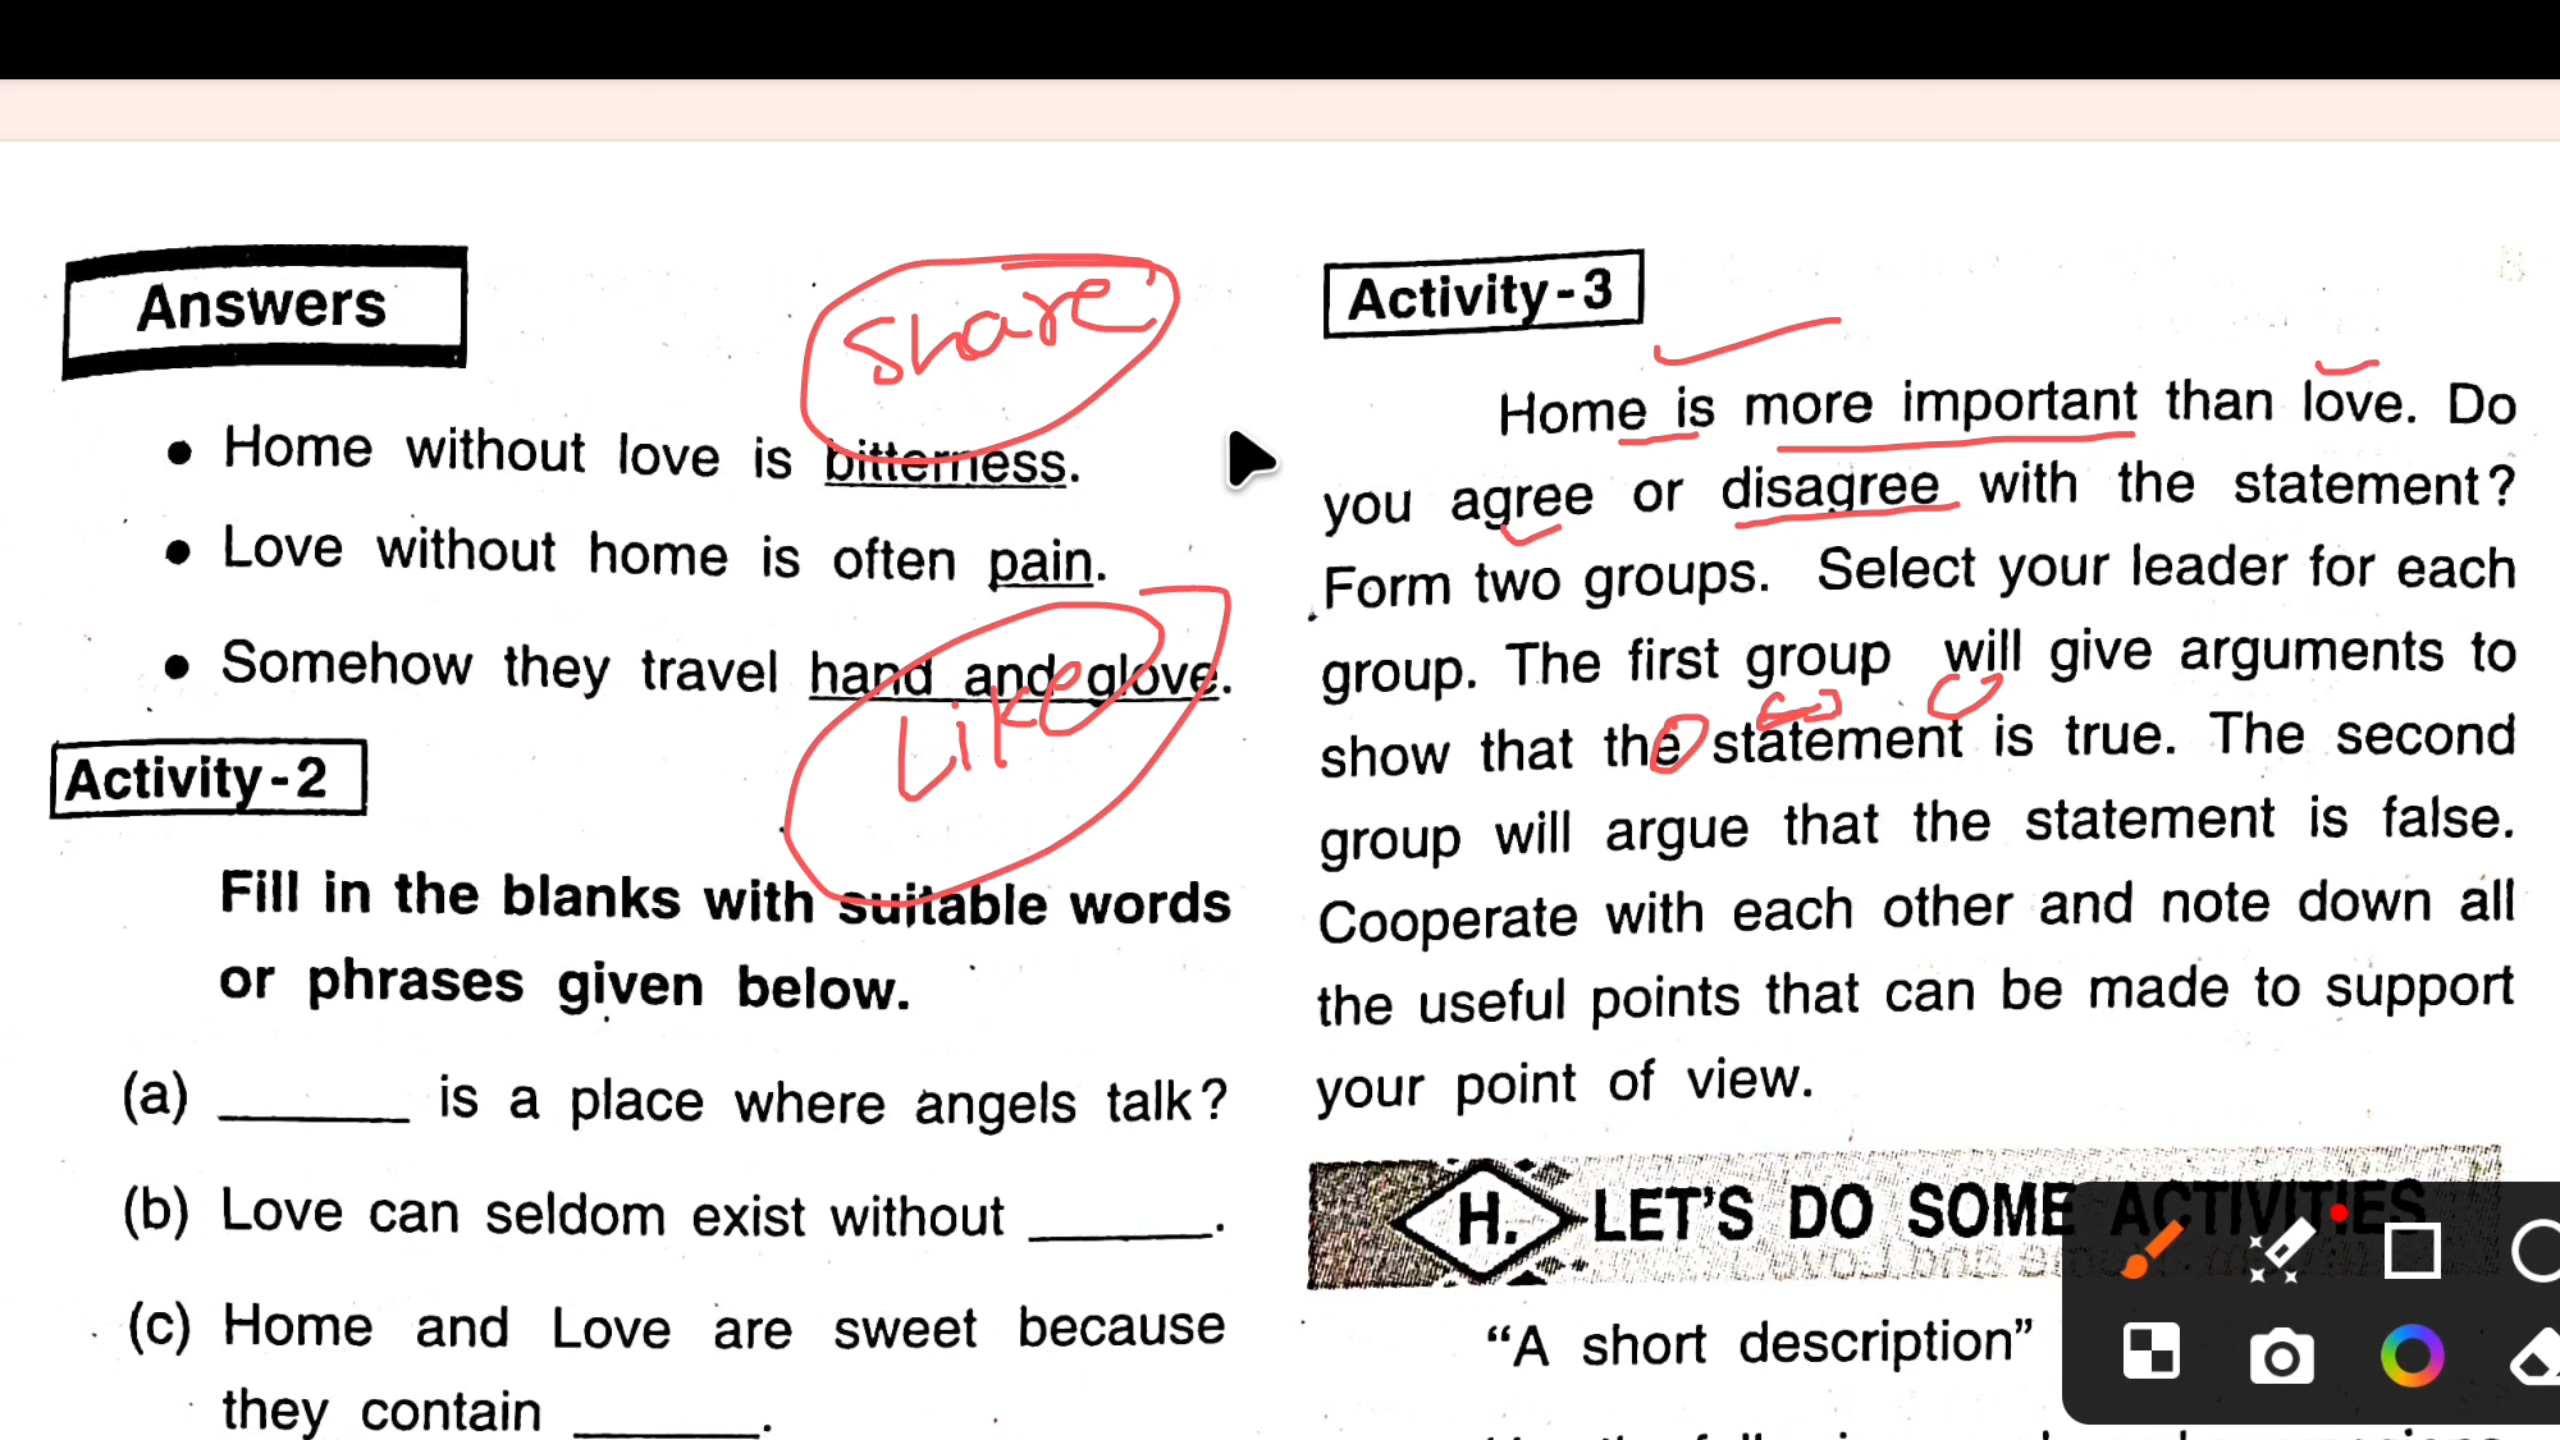 Answers
Share
• Home without love is bitterness.
• Love without home is often pain.
• Somehow they travel hand and glove.
Like
Activity-2
Fill in the blanks with suitable words
or phrases given below.
(a) ______ is a place where angels talk?
(b) Love can seldom exist without ______.
(c) Home and Love are sweet because
they contain ______.
Activity-3
Home is more important than love. Do
you agree or disagree with the statement?
Form two groups. Select your leader for each
group. The first group will give arguments to
show that the statement is true. The second
group will argue that the statement is false.
Cooperate with each other and note down all
the useful points that can be made to support
your point of view.
H. LET'S DO SOME ACTIVITIES
“A short description”